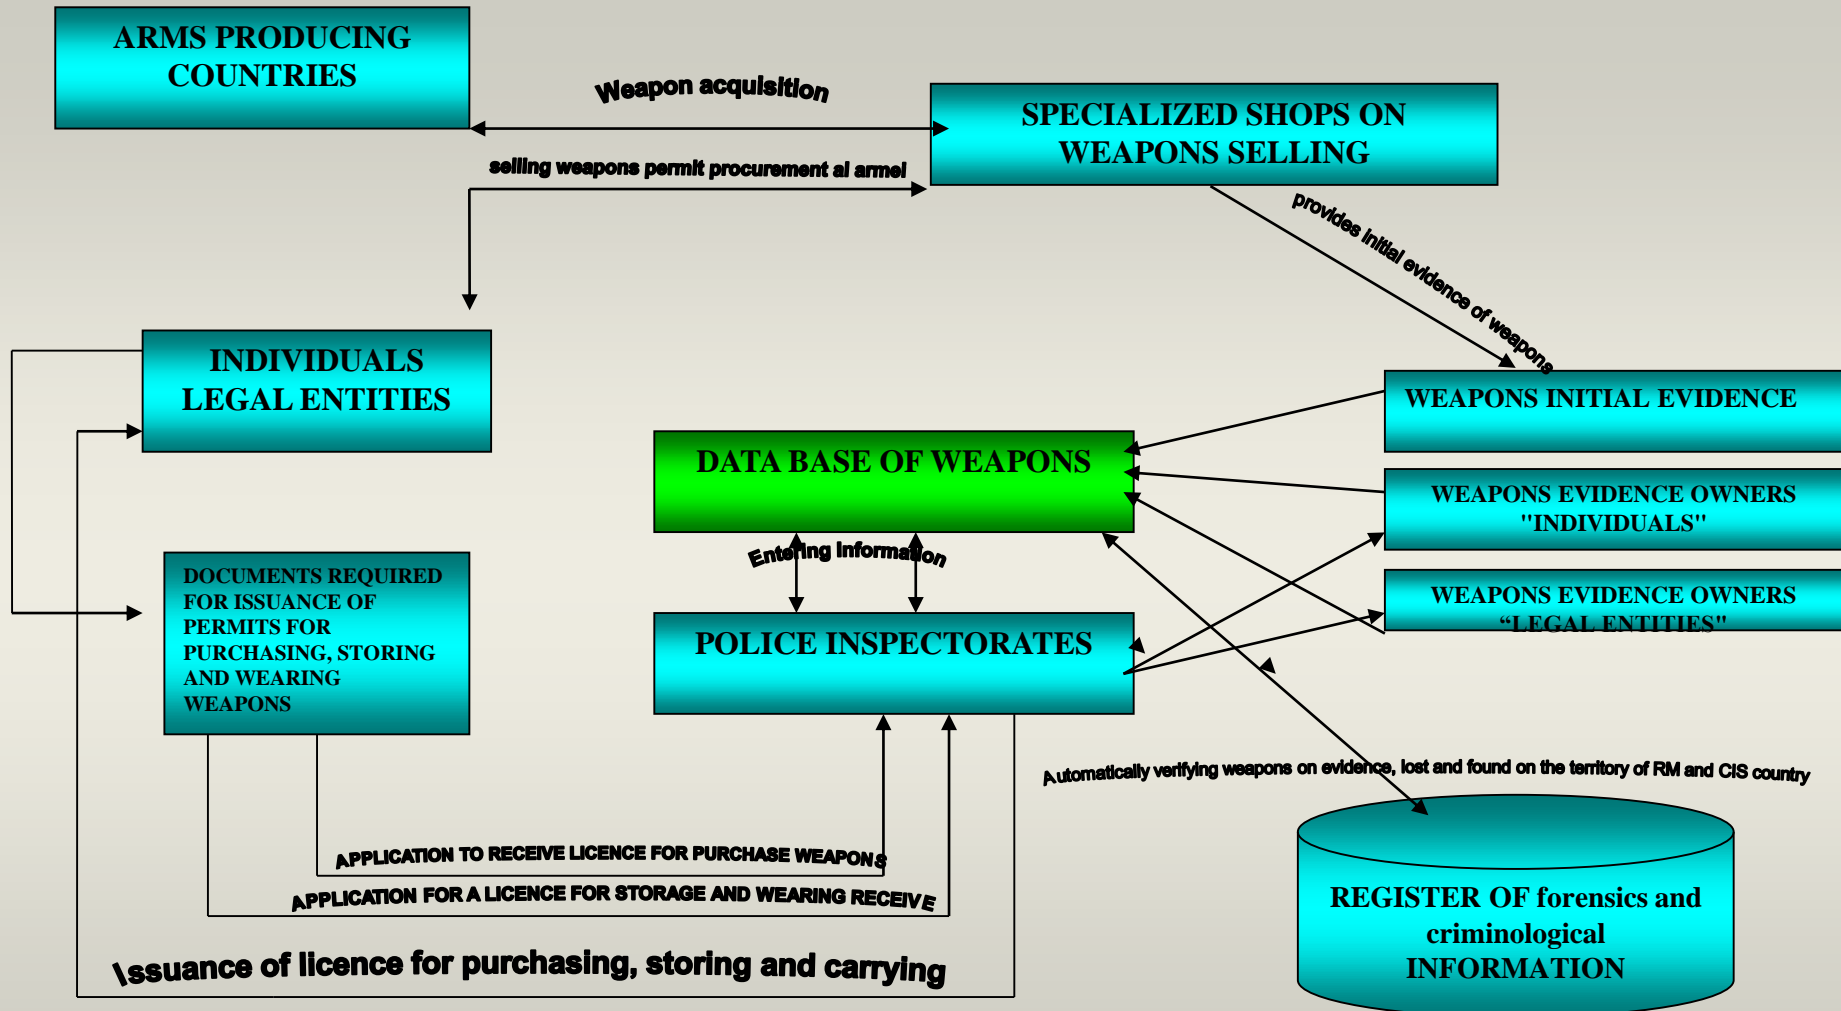 ARMS PRODUCING
COUNTRIES
Weapon acquisition
SPECIALIZED SHOPS ON
WEAPONS SELLING
selling weapons permit procurement al armei
provides initial evidence of weapons
INDIVIDUALS
LEGAL ENTITIES
WEAPONS INITIAL EVIDENCE
DATA BASE OF WEAPONS
WEAPONS EVIDENCE OWNERS
"INDIVIDUALS"
Entering information
DOCUMENTS REQUIRED
FOR ISSUANCE OF
PERMITS FOR
PURCHASING, STORING
AND WEARING
WEAPONS
WEAPONS EVIDENCE OWNERS
“LEGAL ENTITIES"
POLICE INSPECTORATES
Automatically verifying weapons on evidence, lost and found on the territory of RM and CIS country
APPLICATION TO RECEIVE LICENCE FOR PURCHASE WEAPONS
APPLICATION FOR A LICENCE FOR STORAGE AND WEARING RECEIVE
Issuance of licence for purchasing, storing and carrying
REGISTER OF forensics and
criminological
INFORMATION